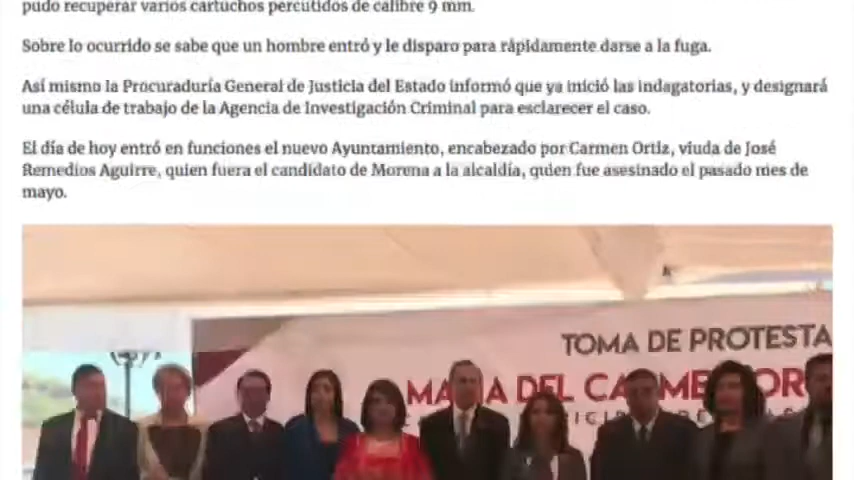 pudo recuperar varios cartuchos percutidos de calibre 9 mm.
Sobre lo ocurrido se sabe que un hombre entró y le disparo para rápidamente darse a la fuga.
Así mismo la Procuraduría General de Justicia del Estado informó que ya inició las indagatorias, y designará
una célula de trabajo de la Agencia de Investigación Criminal para esclarecer el caso.
El día de hoy entró en funciones el nuevo Ayuntamiento, encabezado por Carmen Ortiz, viuda de José
Remedios Aguirre, quien fuera el candidato de Morena a la alcaldía, quien fue asesinado el pasado mes de
mayo.
TOMA DE PROTESTA
DEL